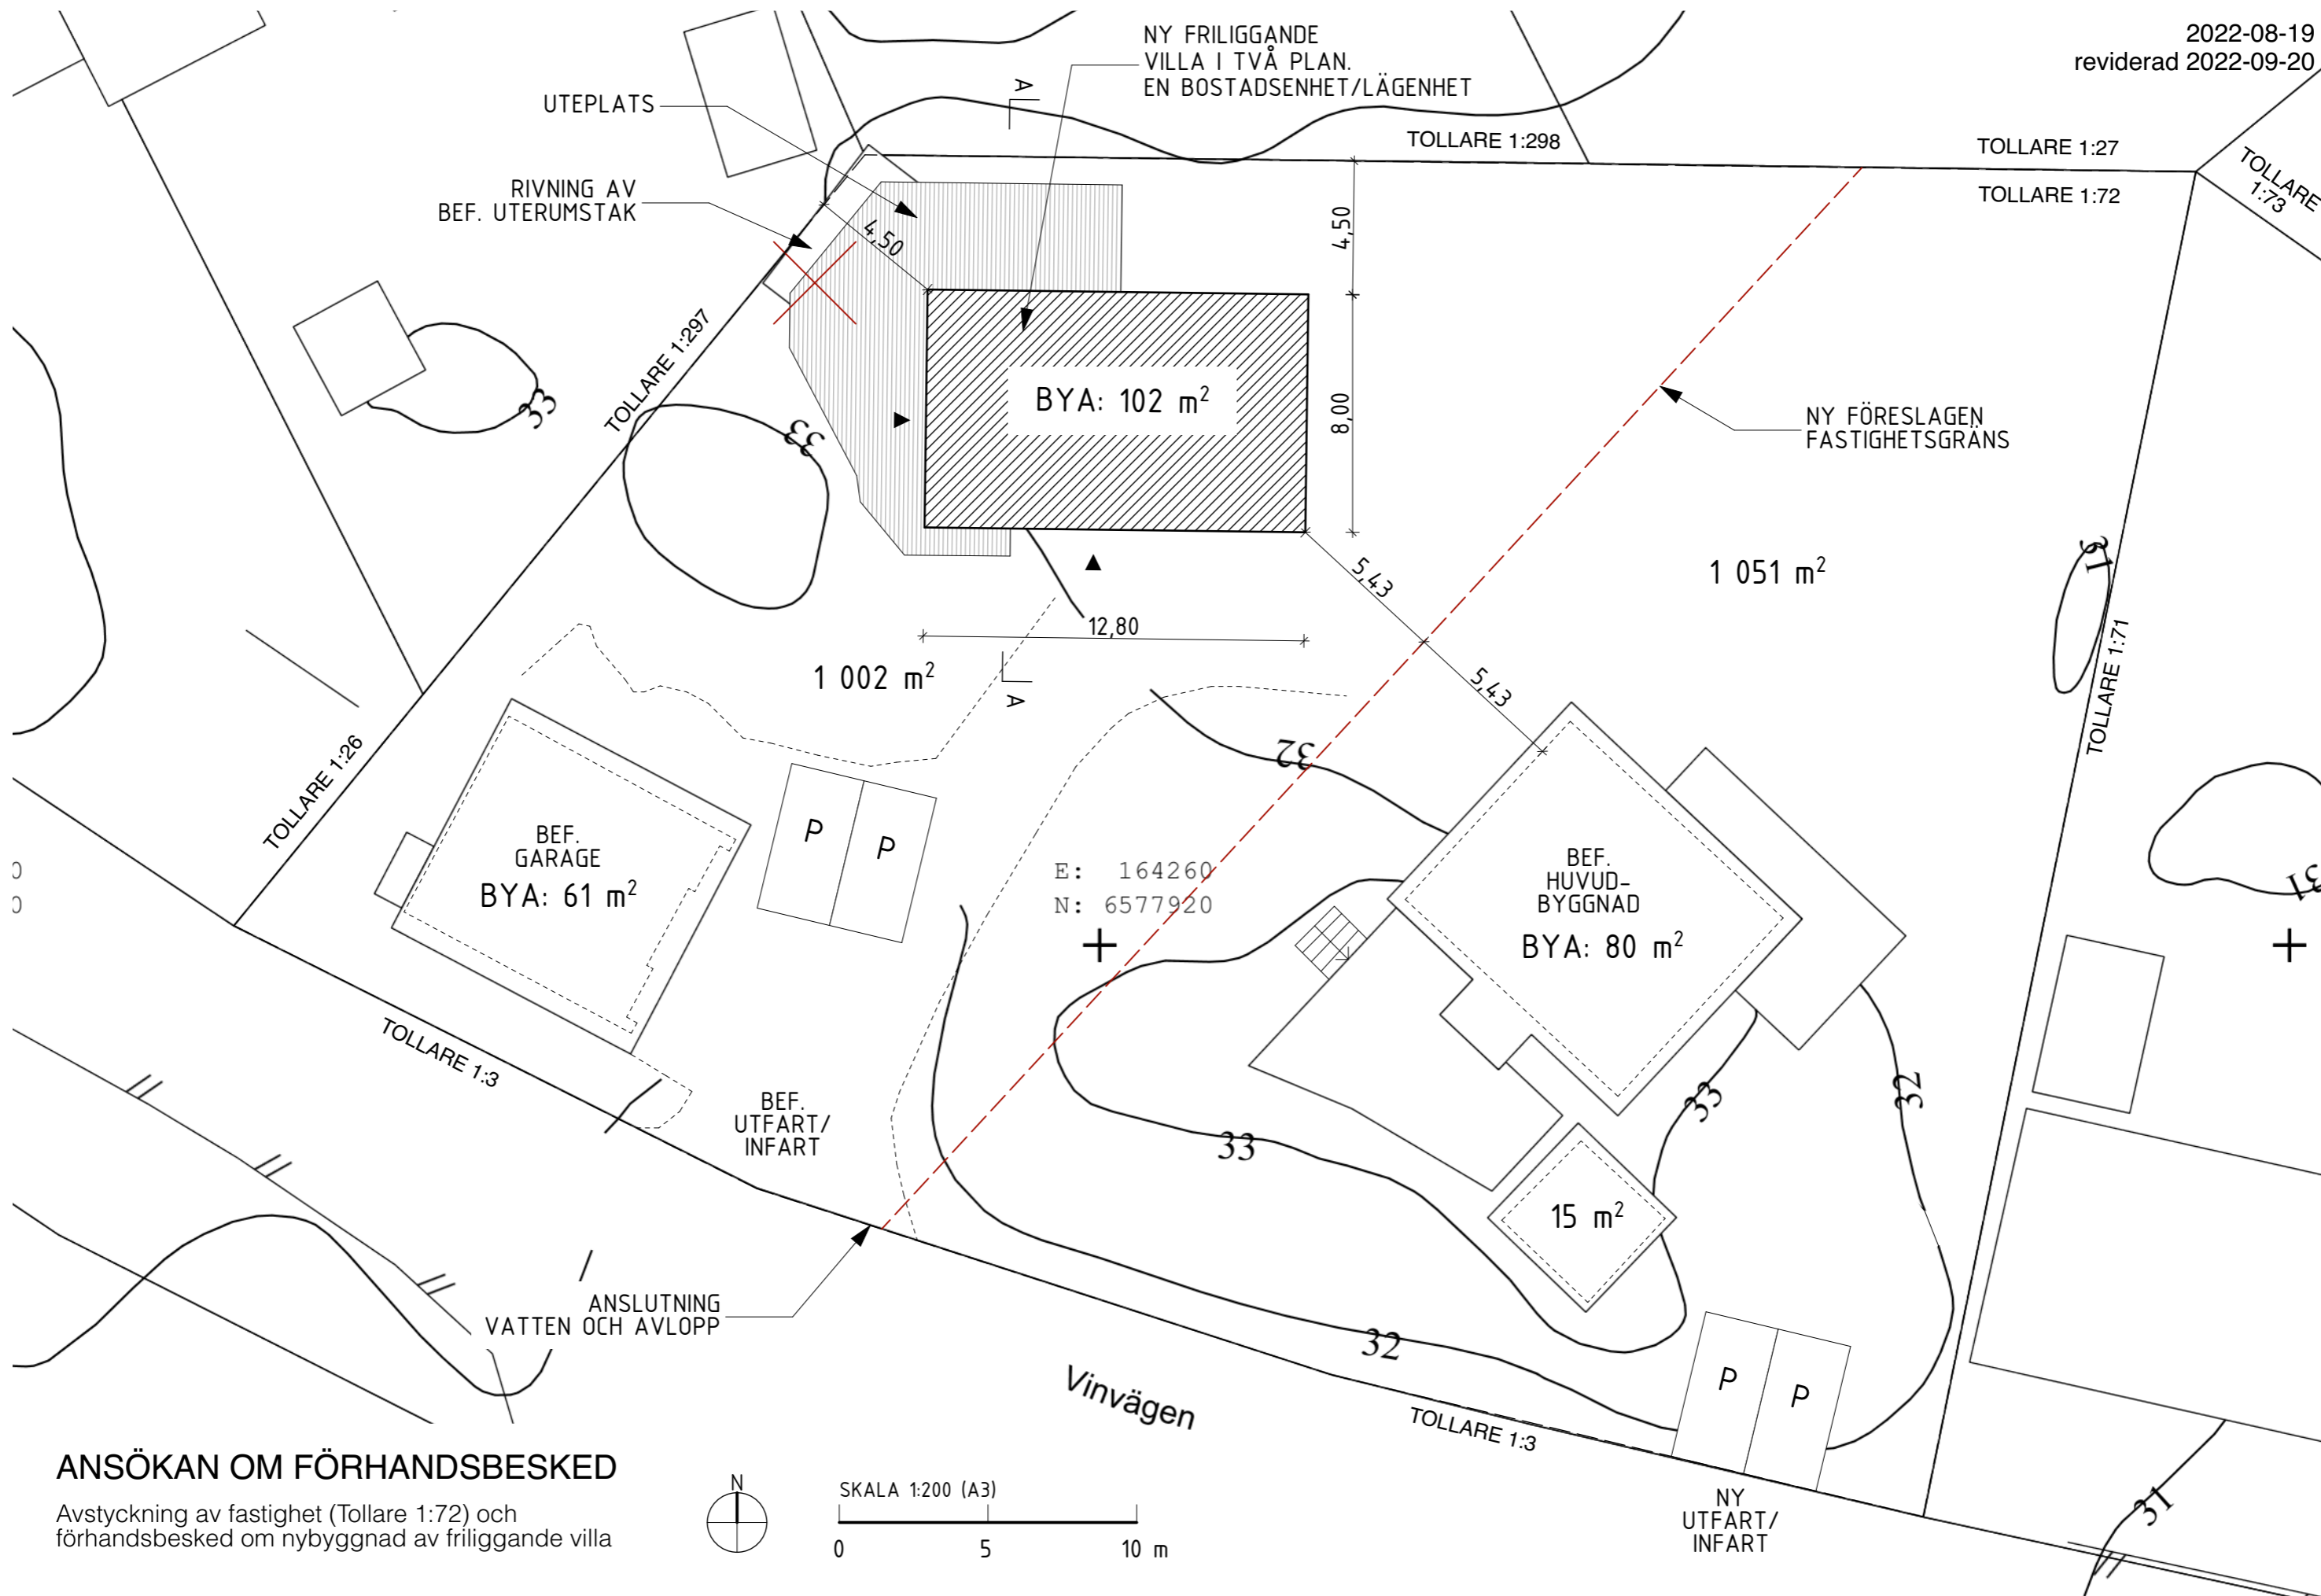 2022-08-19
reviderad 2022-09-20
NY FRILIGGANDE
VILLA I TVÅ PLAN.
EN BOSTADSENHET/LÄGENHET
A
UTEPLATS
TOLLARE 1:298
TOLLARE 1:27
TOLLARE
1:73
RIVNING AV
BEF. UTERUMSTAK
TOLLARE 1:72
4,50
4,50
TOLLARE 1:297
33
33
BYA: 102 m²
8,00
NY FÖRESLAGEN
FASTIGHETSGRÄNS
5,43
1 051 m²
31
12,80
1 002 m²
A
5,43
TOLLARE 1:71
32
TOLLARE 1:26
BEF.
GARAGE
BYA: 61 m²
P
P
E: 164260
N: 6577920
BEF.
HUVUD-
BYGGNAD
BYA: 80 m²
31
0
0
TOLLARE 1:3
BEF.
UTFART/
INFART
33
33
32
15 m²
ANSLUTNING
VATTEN OCH AVLOPP
32
P
P
Vinvägen
TOLLARE 1:3
NY
UTFART/
INFART
31
ANSÖKAN OM FÖRHANDSBESKED
Avstyckning av fastighet (Tollare 1:72) och
förhandsbesked om nybyggnad av friliggande villa
N
SKALA 1:200 (A3)
0 5 10 m